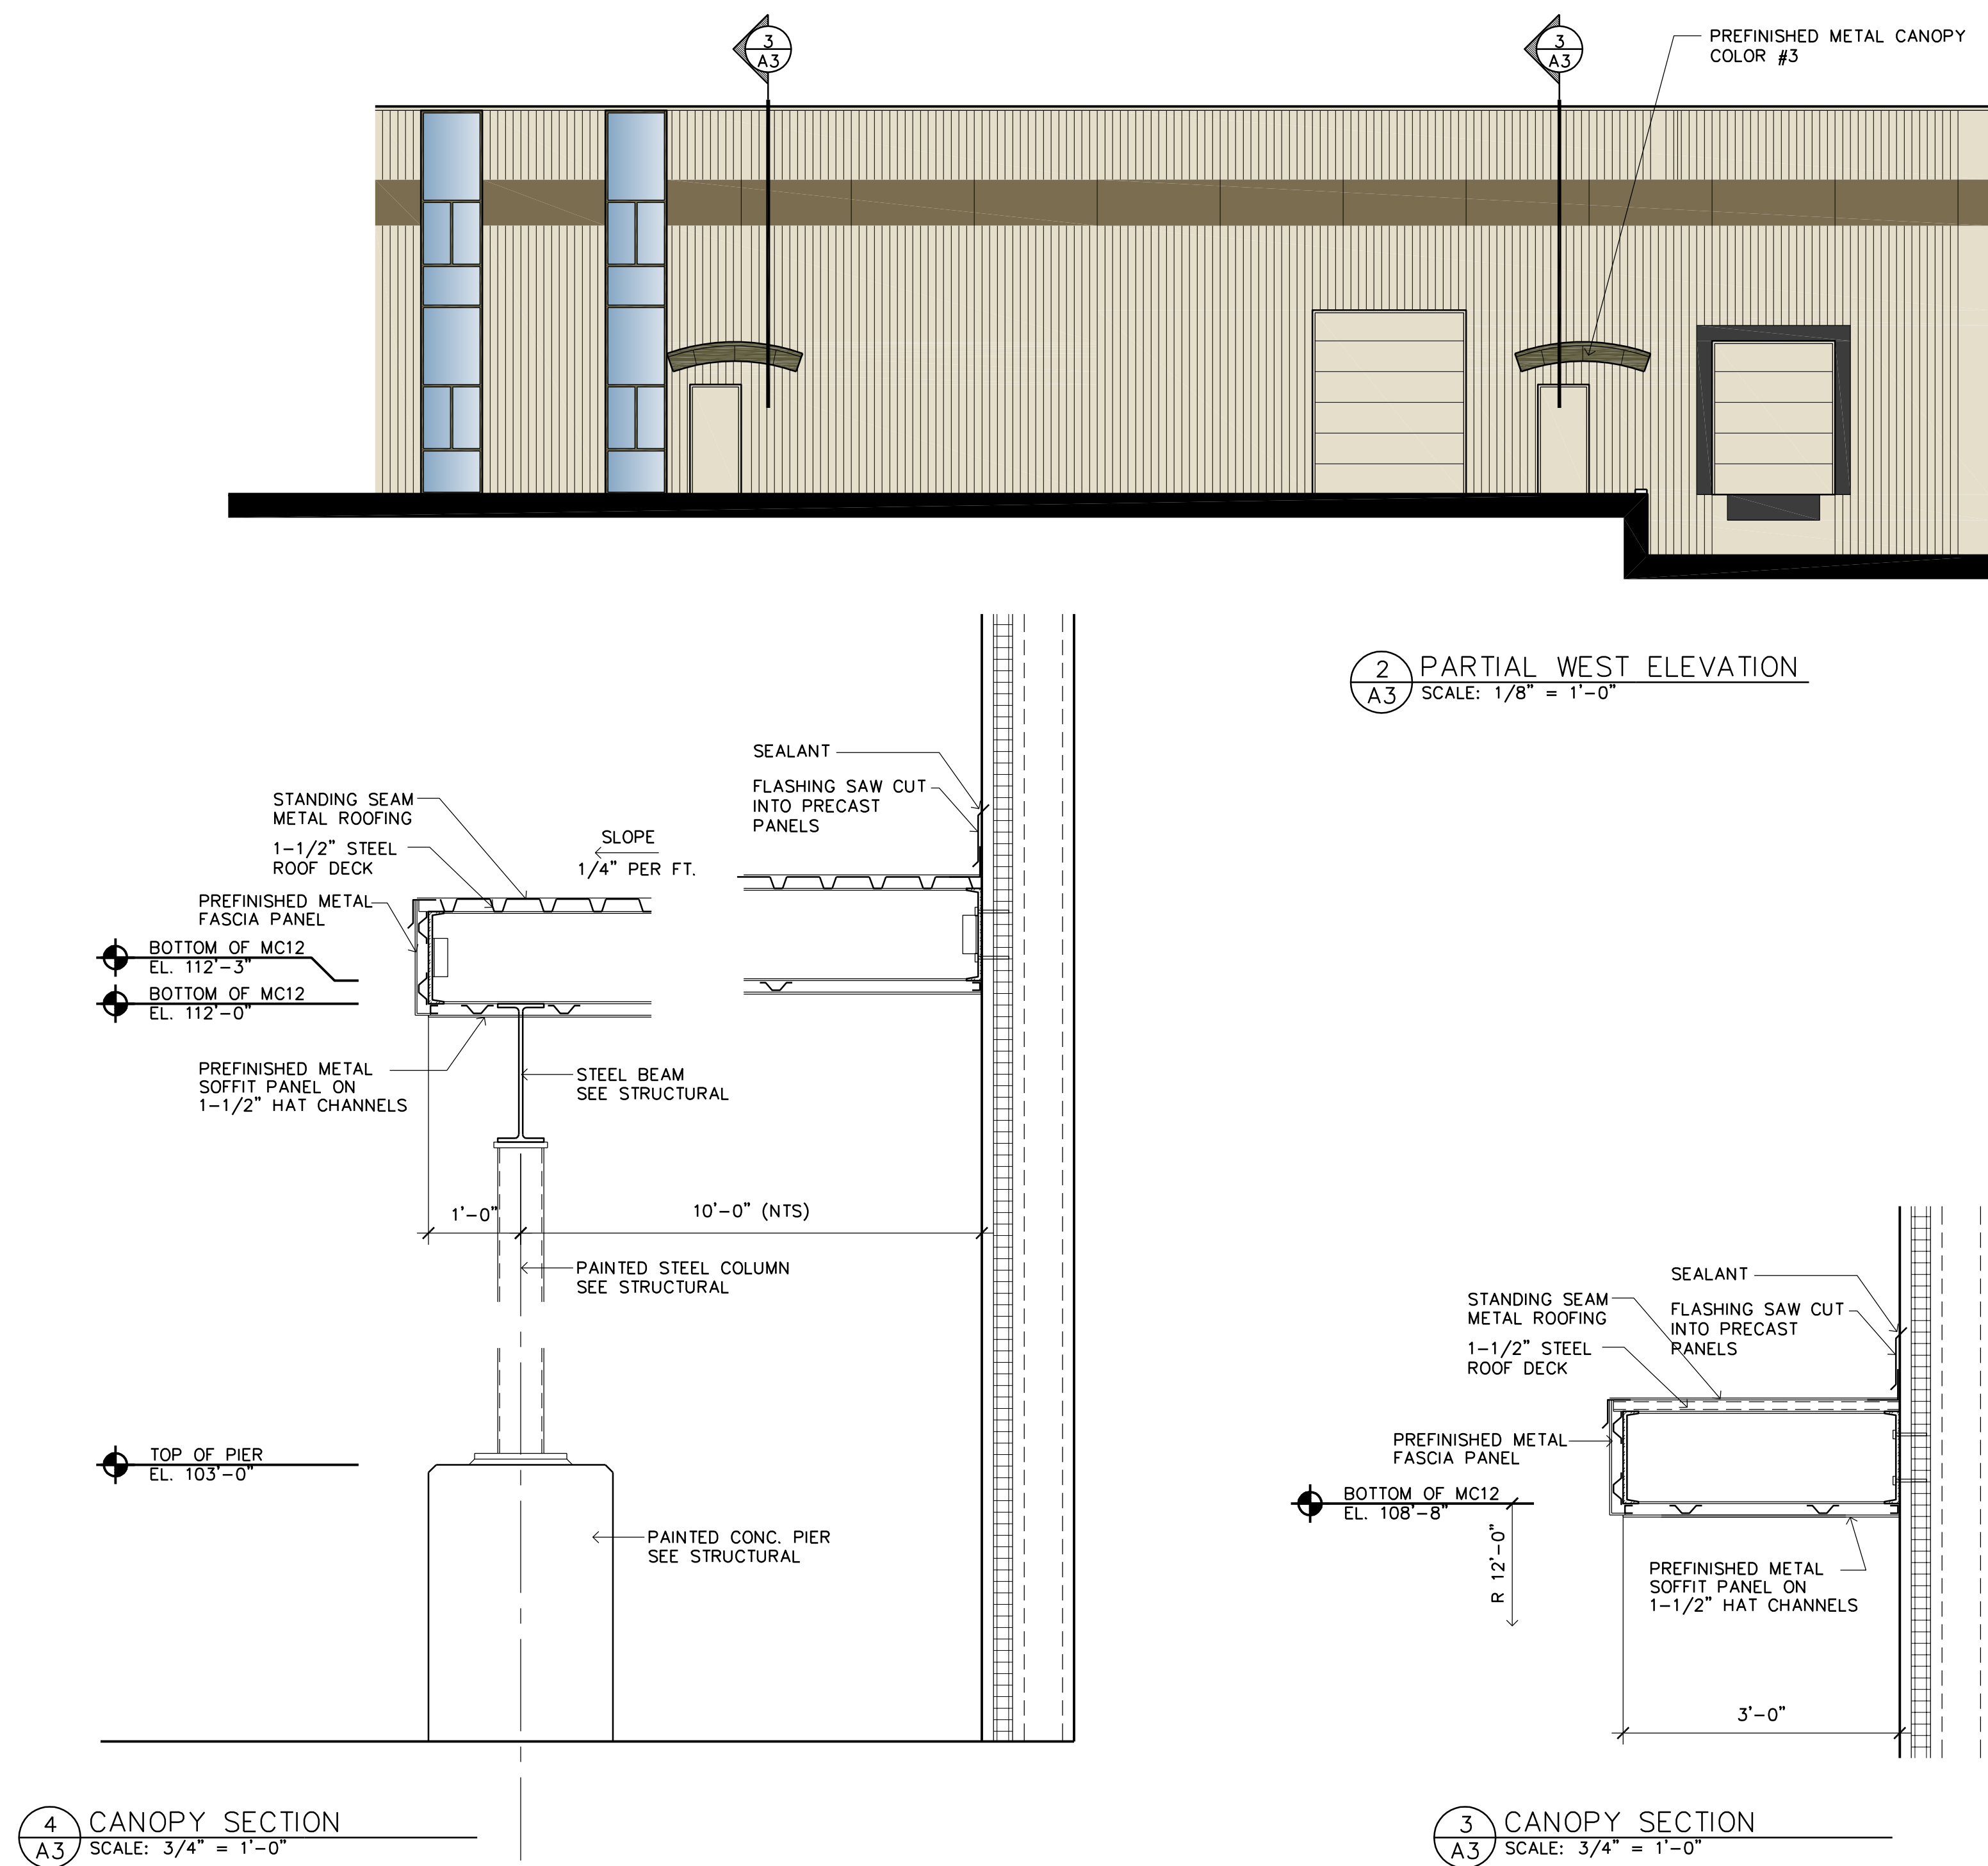 3
A3
3
A3
PREFINISHED METAL CANOPY
COLOR #3
2
A3
PARTIAL WEST ELEVATION
SCALE: 1/8" = 1'-0"
SEALANT
FLASHING SAW CUT
INTO PRECAST
PANELS
STANDING SEAM
METAL ROOFING
1-1/2" STEEL
ROOF DECK
SLOPE
1/4" PER FT.
PREFINISHED METAL
FASCIA PANEL
BOTTOM OF MC12
EL. 112'-3"
BOTTOM OF MC12
EL. 112'-0"
PREFINISHED METAL
SOFFIT PANEL ON
1-1/2" HAT CHANNELS
STEEL BEAM
SEE STRUCTURAL
1'-0"
10'-0" (NTS)
PAINTED STEEL COLUMN
SEE STRUCTURAL
TOP OF PIER
EL. 103'-0"
PAINTED CONC. PIER
SEE STRUCTURAL
4
A3
CANOPY SECTION
SCALE: 3/4" = 1'-0"
SEALANT
STANDING SEAM
METAL ROOFING
FLASHING SAW CUT
INTO PRECAST
PANELS
1-1/2" STEEL
ROOF DECK
PREFINISHED METAL
FASCIA PANEL
BOTTOM OF MC12
EL. 108'-8"
R 12'-0"
PREFINISHED METAL
SOFFIT PANEL ON
1-1/2" HAT CHANNELS
3'-0"
3
A3
CANOPY SECTION
SCALE: 3/4" = 1'-0"